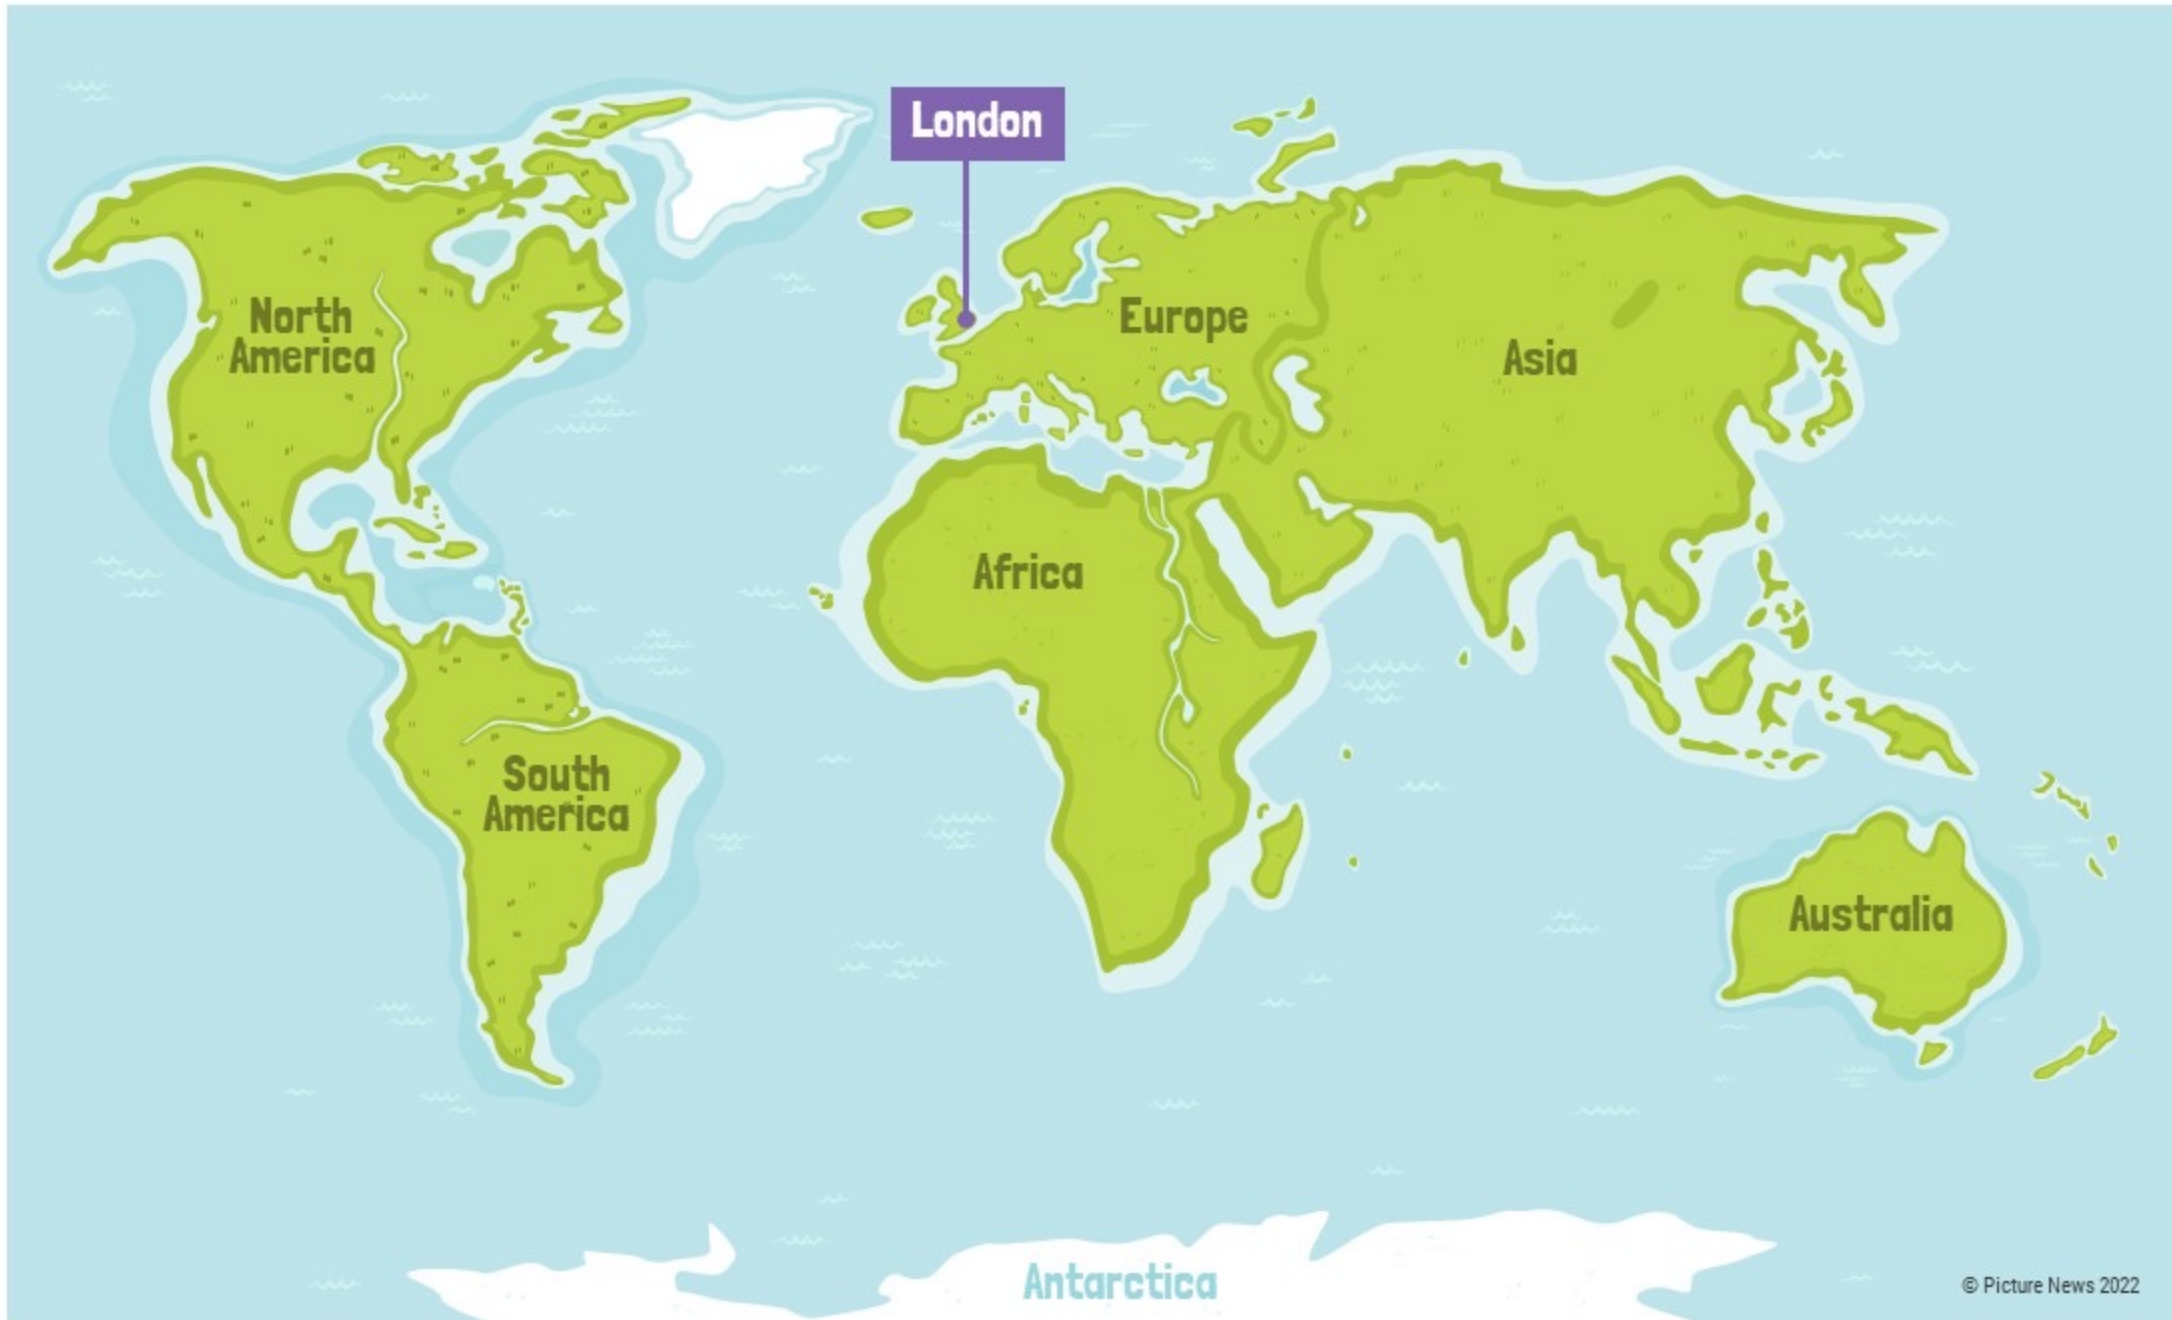 London
North
America
Europe
Asia
Africa
South
America
Australia
Antarctica
© Picture News 2022